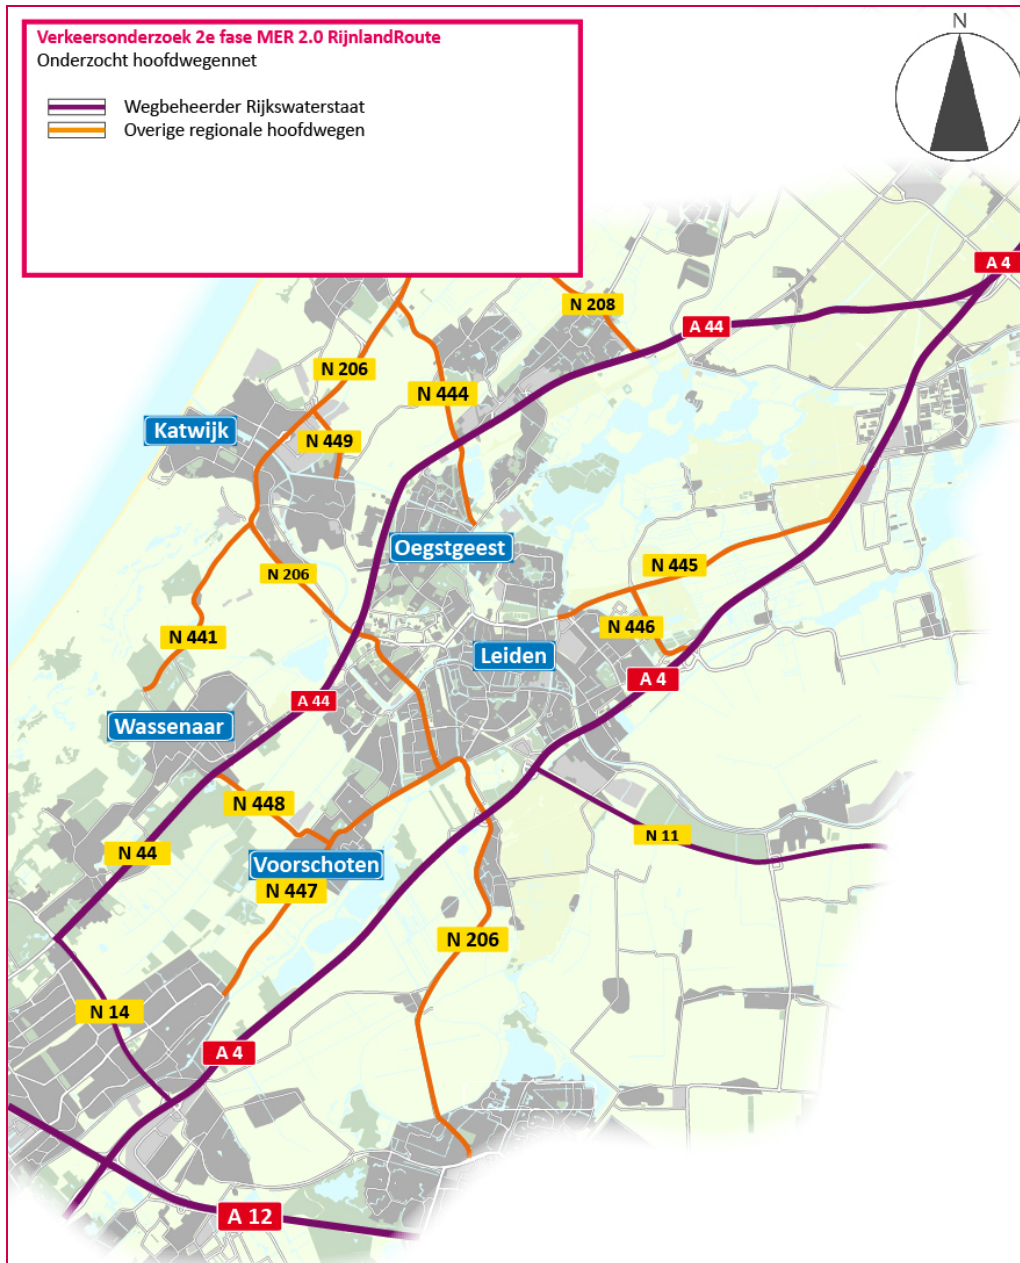 Verkeersonderzoek 2e fase MER 2.0 RijnlandRoute
Onderzocht hoofdwegennet
Wegbeheerder Rijkswaterstaat
Overige regionale hoofdwegen
N
A 4
N 208
A 44
N 206
N 444
Katwijk
N 449
Oegstgeest
N 445
N 206
N 441
N 446
Leiden
A 4
A 44
Wassenaar
N 448
N 11
N 44
Voorschoten
N 447
N 206
N 14
A 4
A 12